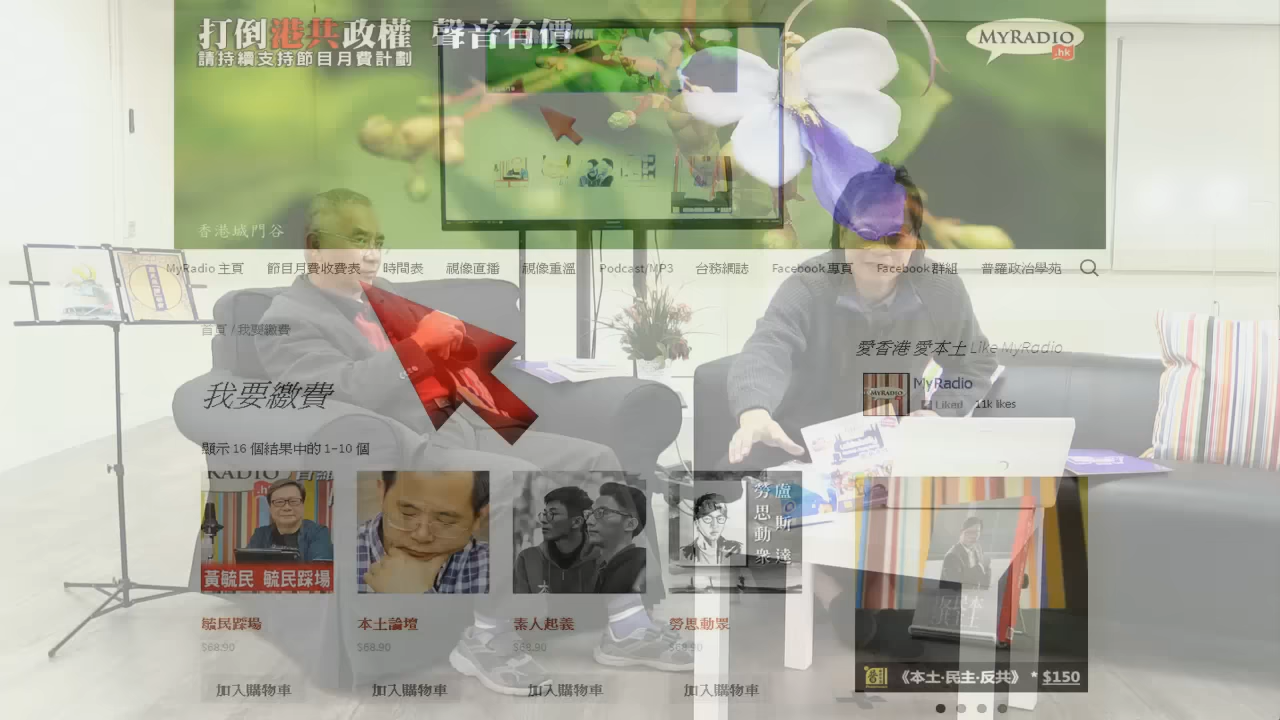 打倒港共政權 聲音有價
請持續支持節目月費計劃
MYRADIO
.hk
香港城門谷
MyRadio 主頁 節目月費收費表 時間表 視像直播 視像重溫 Podcast/MP3 台務網誌 Facebook專頁 Facebook群組 普羅政治學苑
首頁 / 我要繳費
愛香港 愛本土 Like MyRadio
MyRadio
MYRADIO
Liked 11k likes
我要繳費
顯示 16 個結果中的 1–10 個
黃毓民 毓民踩場
盧斯達
勞思動衆
毓民踩場 本土論壇 素人起義 勞思動眾
$68.90 $68.90 $68.90 $68.90
加入購物車 加入購物車 加入購物車 加入購物車
《本土‧民主‧反共》 * $150